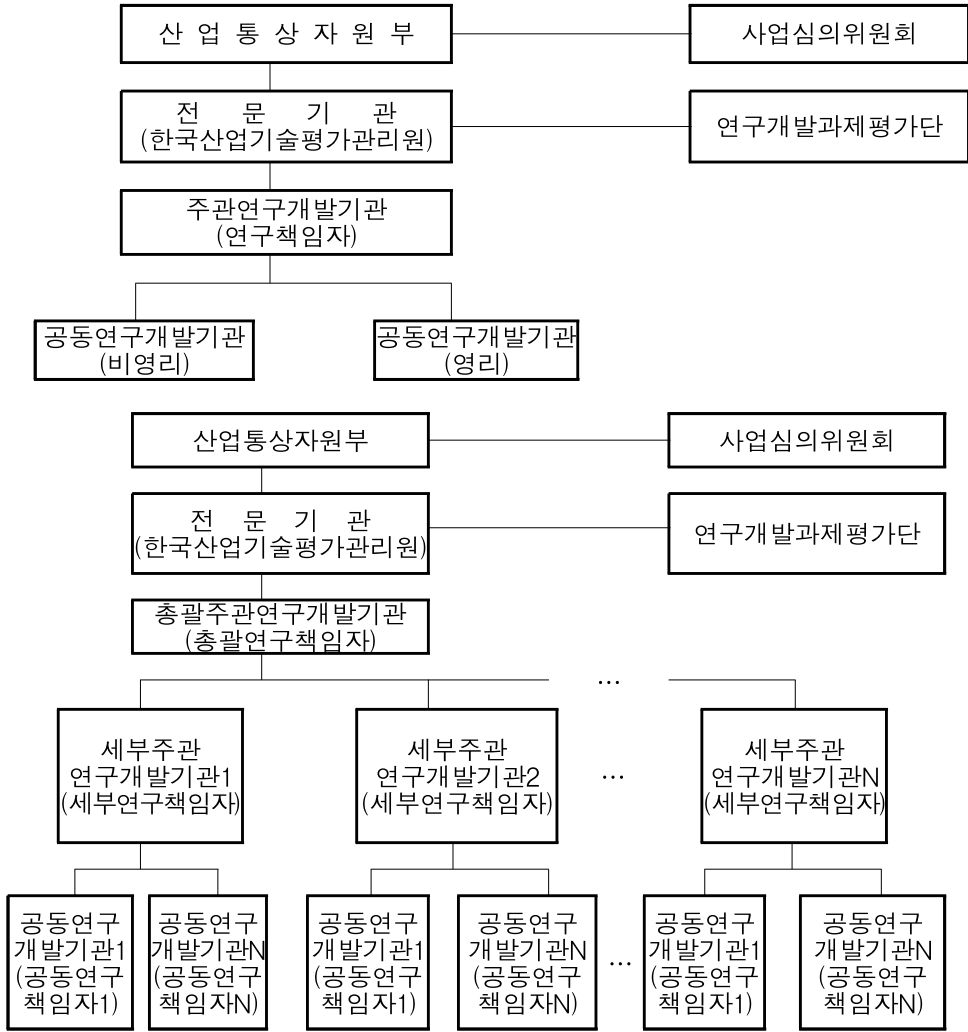 산 업 통 상 자 원 부
사업심의위원회
전 문 기 관
(한국산업기술평가관리원)
연구개발과제평가단
주관연구개발기관
(연구책임자)
공동연구개발기관
(비영리)
공동연구개발기관
(영리)
산업통상자원부
사업심의위원회
전 문 기 관
(한국산업기술평가관리원)
연구개발과제평가단
총괄주관연구개발기관
(총괄연구책임자)
...
세부주관
연구개발기관1
(세부연구책임자)
세부주관
연구개발기관2
(세부연구책임자)
...
세부주관
연구개발기관N
(세부연구책임자)
공동연구
개발기관1
(공동연구
책임자1)
공동연구
개발기관N
(공동연구
책임자N)
공동연구
개발기관1
(공동연구
책임자1)
공동연구
개발기관N
(공동연구
책임자N)
...
공동연구
개발기관1
(공동연구
책임자1)
공동연구
개발기관N
(공동연구
책임자N)